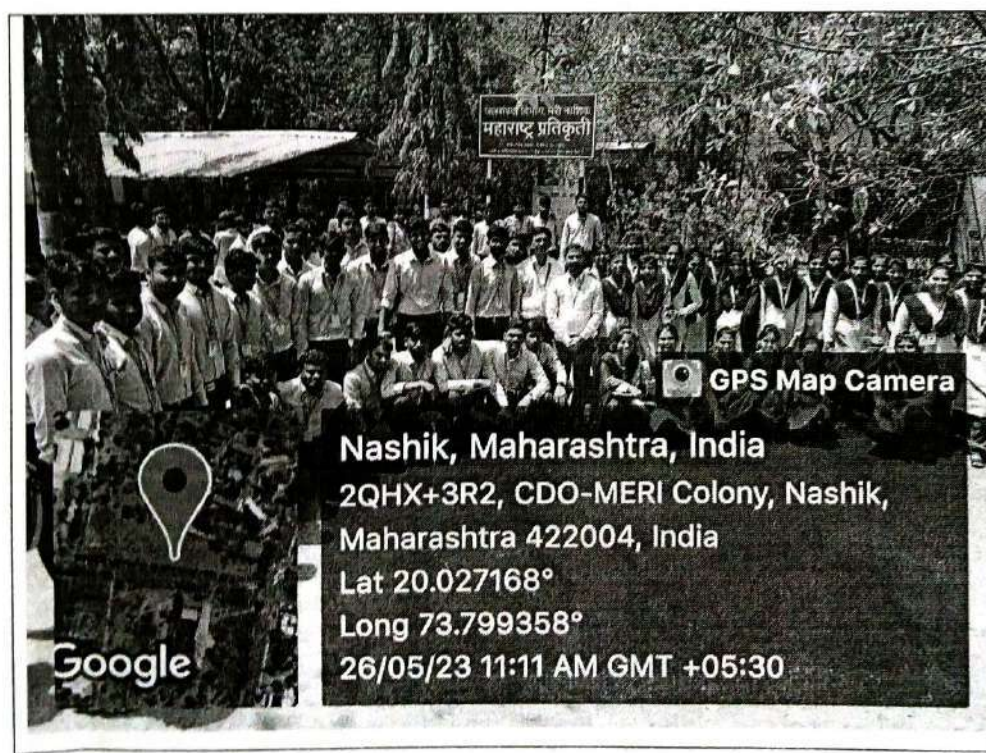 महाराष्ट्र प्रतिकृती
GPS Map Camera
Nashik, Maharashtra, India
2QHX+3R2, CDO-MERI Colony, Nashik,
Maharashtra 422004, India
Lat 20.027168°
Long 73.799358°
26/05/23 11:11 AM GMT +05:30
Google